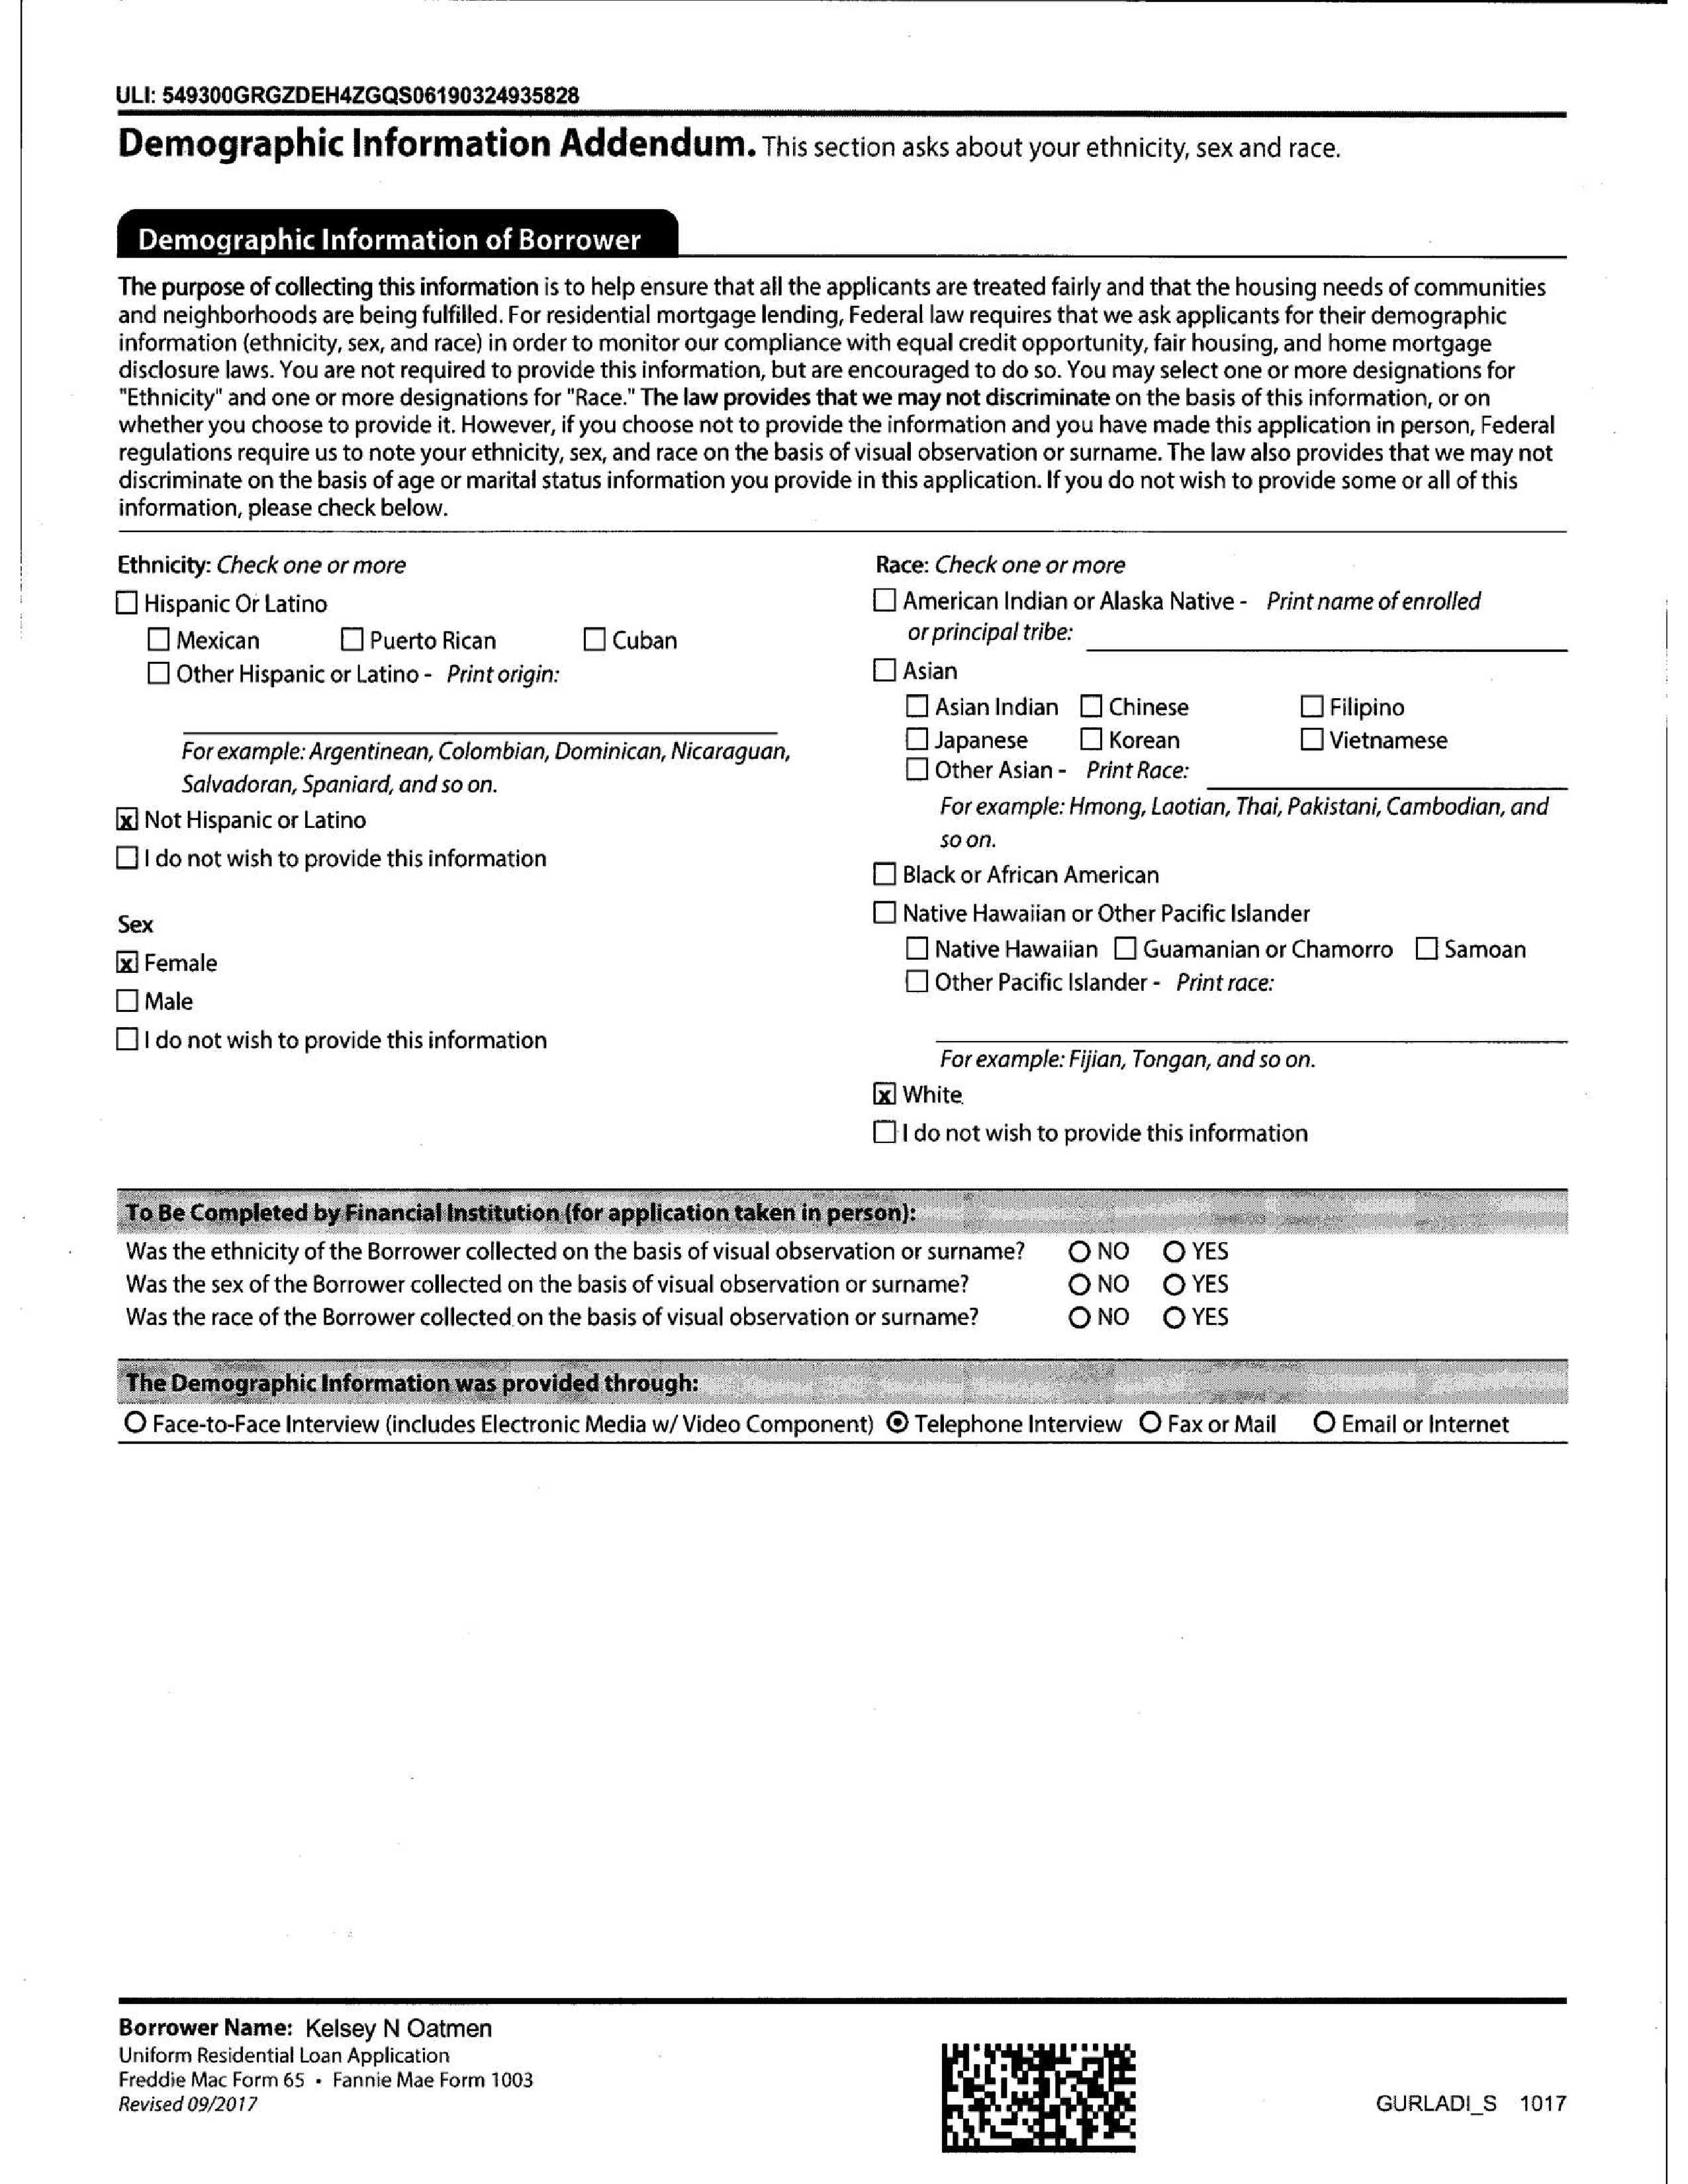 ULI: 549300GRGZDEH4ZGQS06190324935828
Demographic Information Addendum. This section asks about your ethnicity, sex and race.
Demographic Information of Borrower
The purpose of collecting this information is to help ensure that all the applicants are treated fairly and that the housing needs of communities
and neighborhoods are being fulfilled. For residential mortgage lending, Federal law requires that we ask applicants for their demographic
information (ethnicity, sex, and race) in order to monitor our compliance with equal credit opportunity, fair housing, and home mortgage
disclosure laws. You are not required to provide this information, but are encouraged to do so. You may select one or more designations for
"Ethnicity" and one or more designations for "Race." The law provides that we may not discriminate on the basis of this information, or on
whether you choose to provide it. However, if you choose not to provide the information and you have made this application in person, Federal
regulations require us to note your ethnicity, sex, and race on the basis of visual observation or surname. The law also provides that we may not
discriminate on the basis of age or marital status information you provide in this application. If you do not wish to provide some or all of this
information, please check below.
Ethnicity: Check one or more
Hispanic Or Latino
Mexican Puerto Rican Cuban
Other Hispanic or Latino - Print origin:
For example: Argentinean, Colombian, Dominican, Nicaraguan,
Salvadoran, Spaniard, and so on.
x Not Hispanic or Latino
I do not wish to provide this information
Sex
x Female
Male
I do not wish to provide this information
Race: Check one or more
American Indian or Alaska Native - Print name of enrolled
or principal tribe:
Asian
Asian Indian Chinese Filipino
Japanese Korean Vietnamese
Other Asian - Print Race:
For example: Hmong, Laotian, Thai, Pakistani, Cambodian, and
so on.
Black or African American
Native Hawaiian or Other Pacific Islander
Native Hawaiian Guamanian or Chamorro Samoan
Other Pacific Islander - Print race:
For example: Fijian, Tongan, and so on.
x White
I do not wish to provide this information
To Be Completed by Financial Institution (for application taken in person):
Was the ethnicity of the Borrower collected on the basis of visual observation or surname? NO YES
Was the sex of the Borrower collected on the basis of visual observation or surname? NO YES
Was the race of the Borrower collected on the basis of visual observation or surname? NO YES
The Demographic Information was provided through:
Face-to-Face Interview (includes Electronic Media w/ Video Component) Telephone Interview Fax or Mail Email or Internet
Borrower Name: Kelsey N Oatmen
Uniform Residential Loan Application
Freddie Mac Form 65 • Fannie Mae Form 1003
Revised 09/2017
GURLADI_S 1017